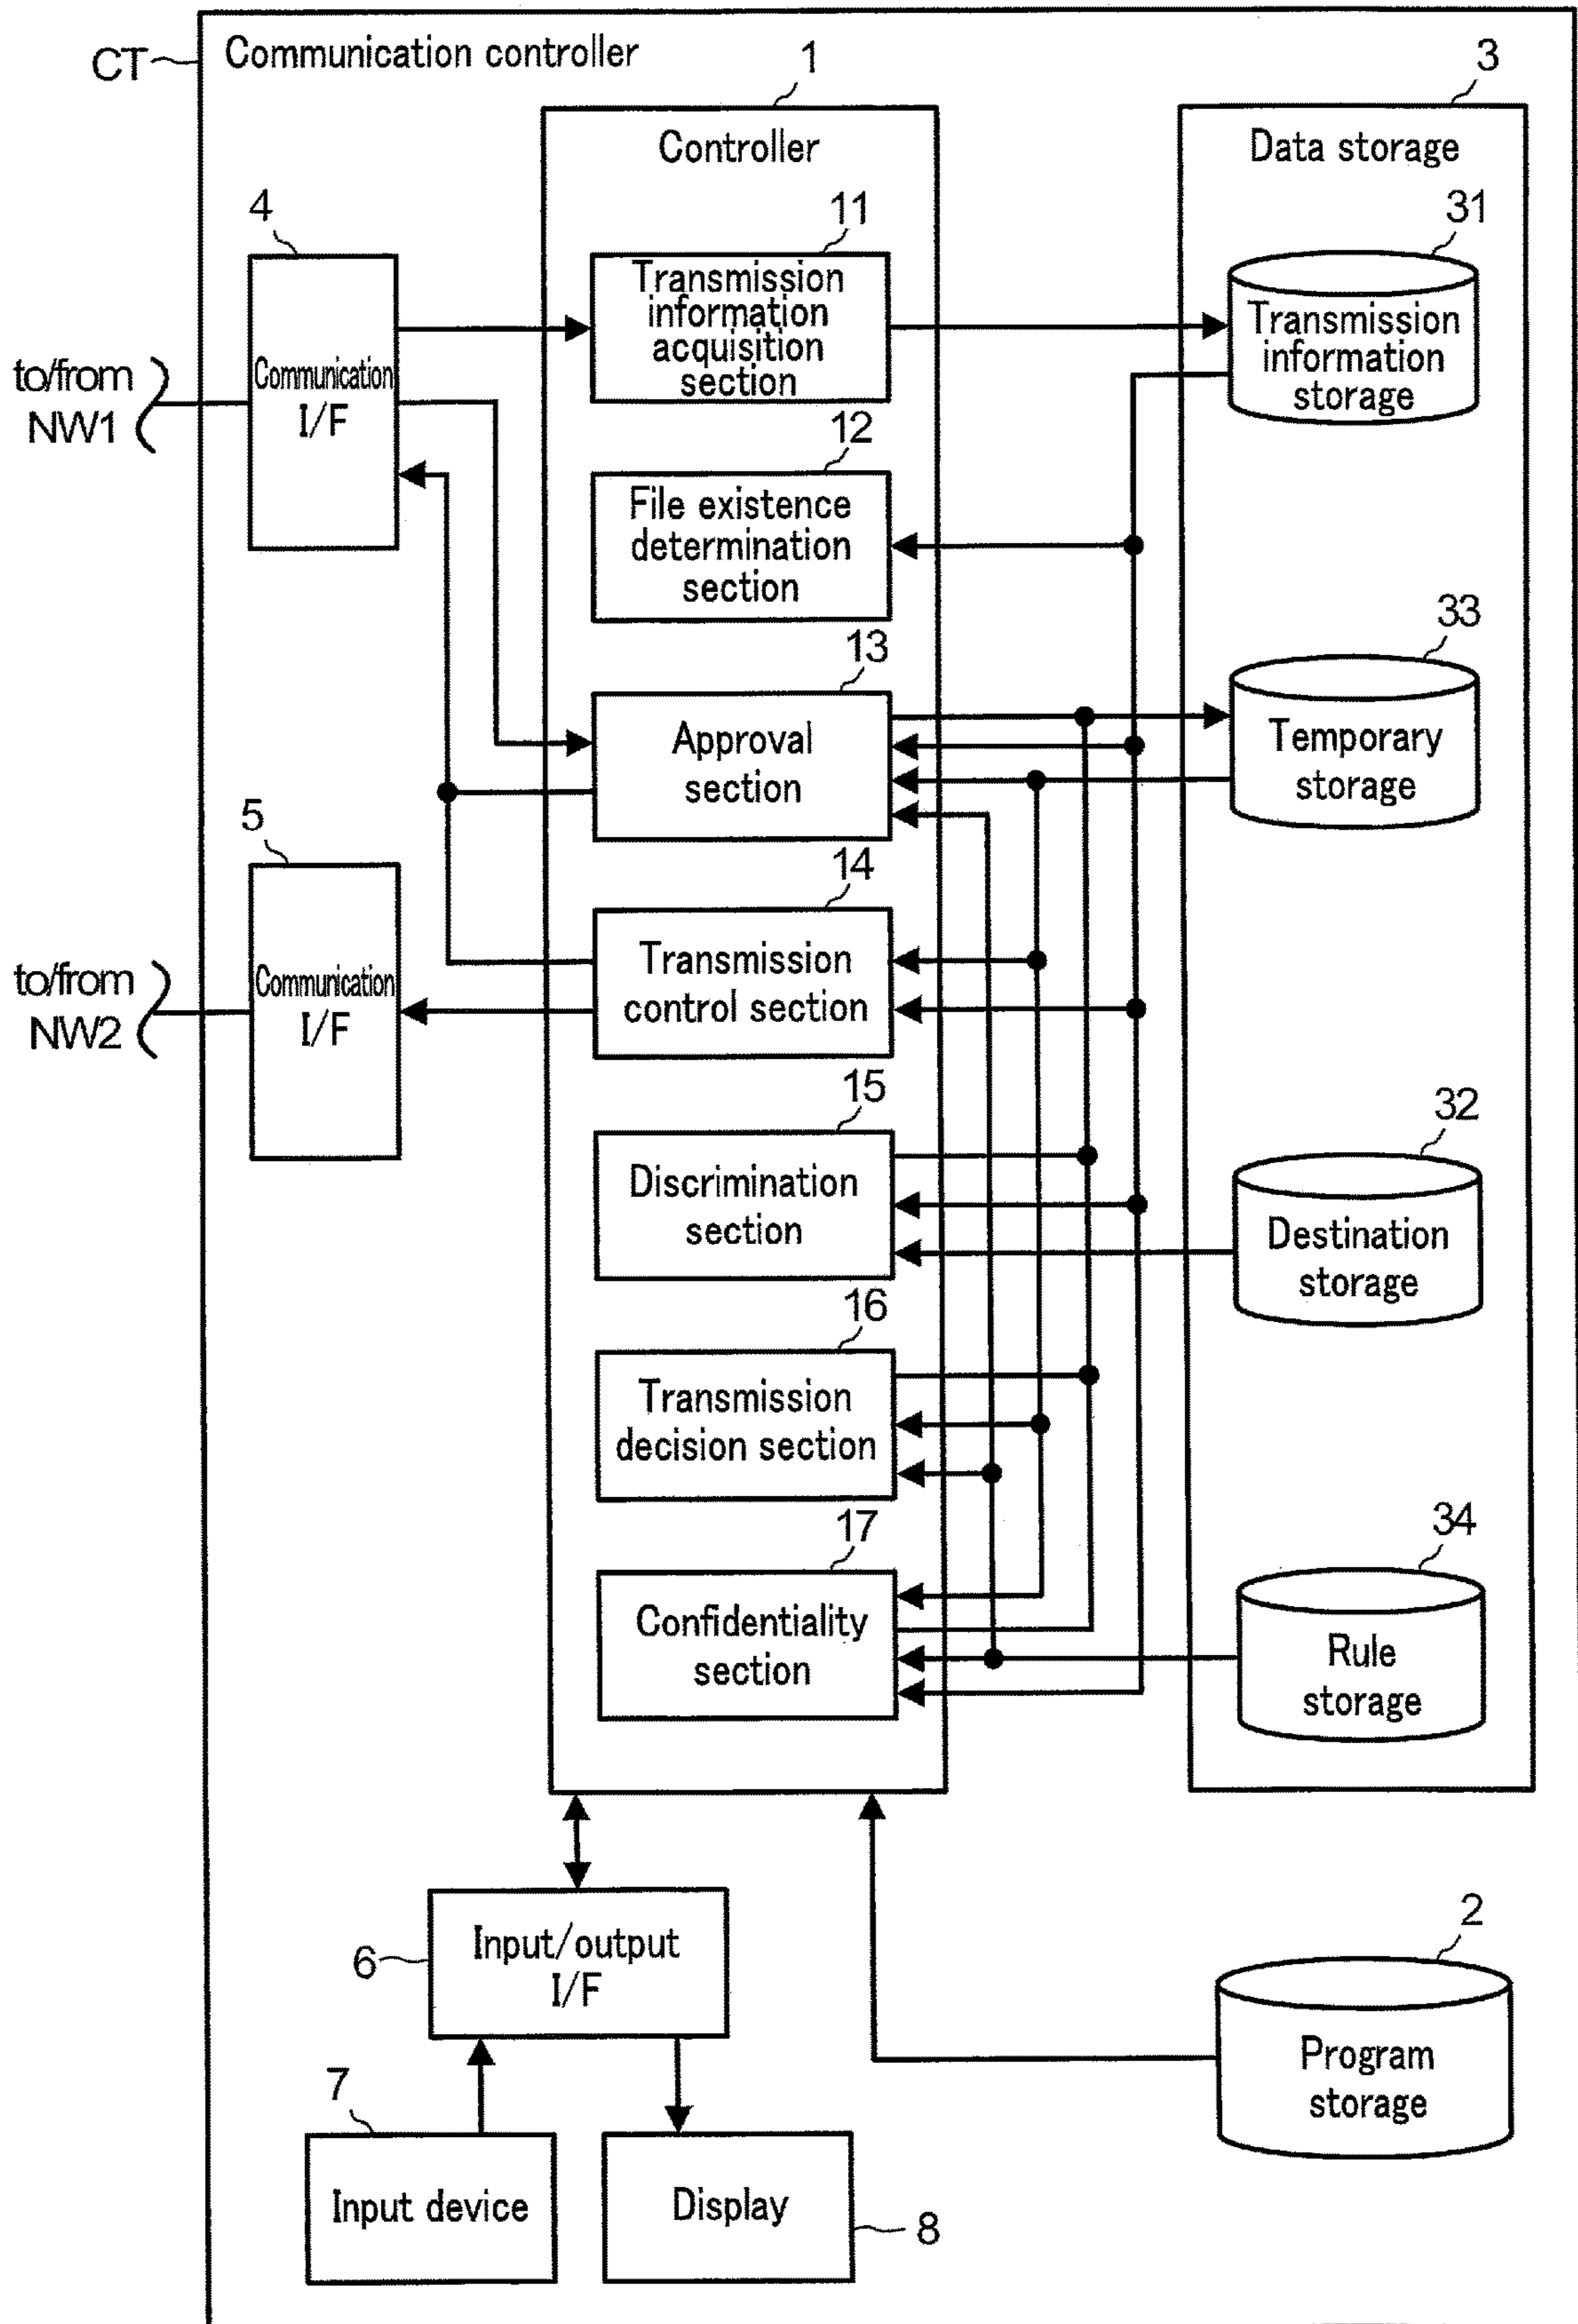 CT
Communication controller
1
3
Controller
Data storage
4
11
31
Transmission
information
acquisition
section
Transmission
information
storage
to/from
NW1
Communication
I/F
12
File existence
determination
section
13
33
Approval
section
Temporary
storage
5
14
to/from
NW2
Communication
I/F
Transmission
control section
15
32
Discrimination
section
Destination
storage
16
Transmission
decision section
17
34
Confidentiality
section
Rule
storage
6
Input/output
I/F
2
Program
storage
7
Input device
Display
8